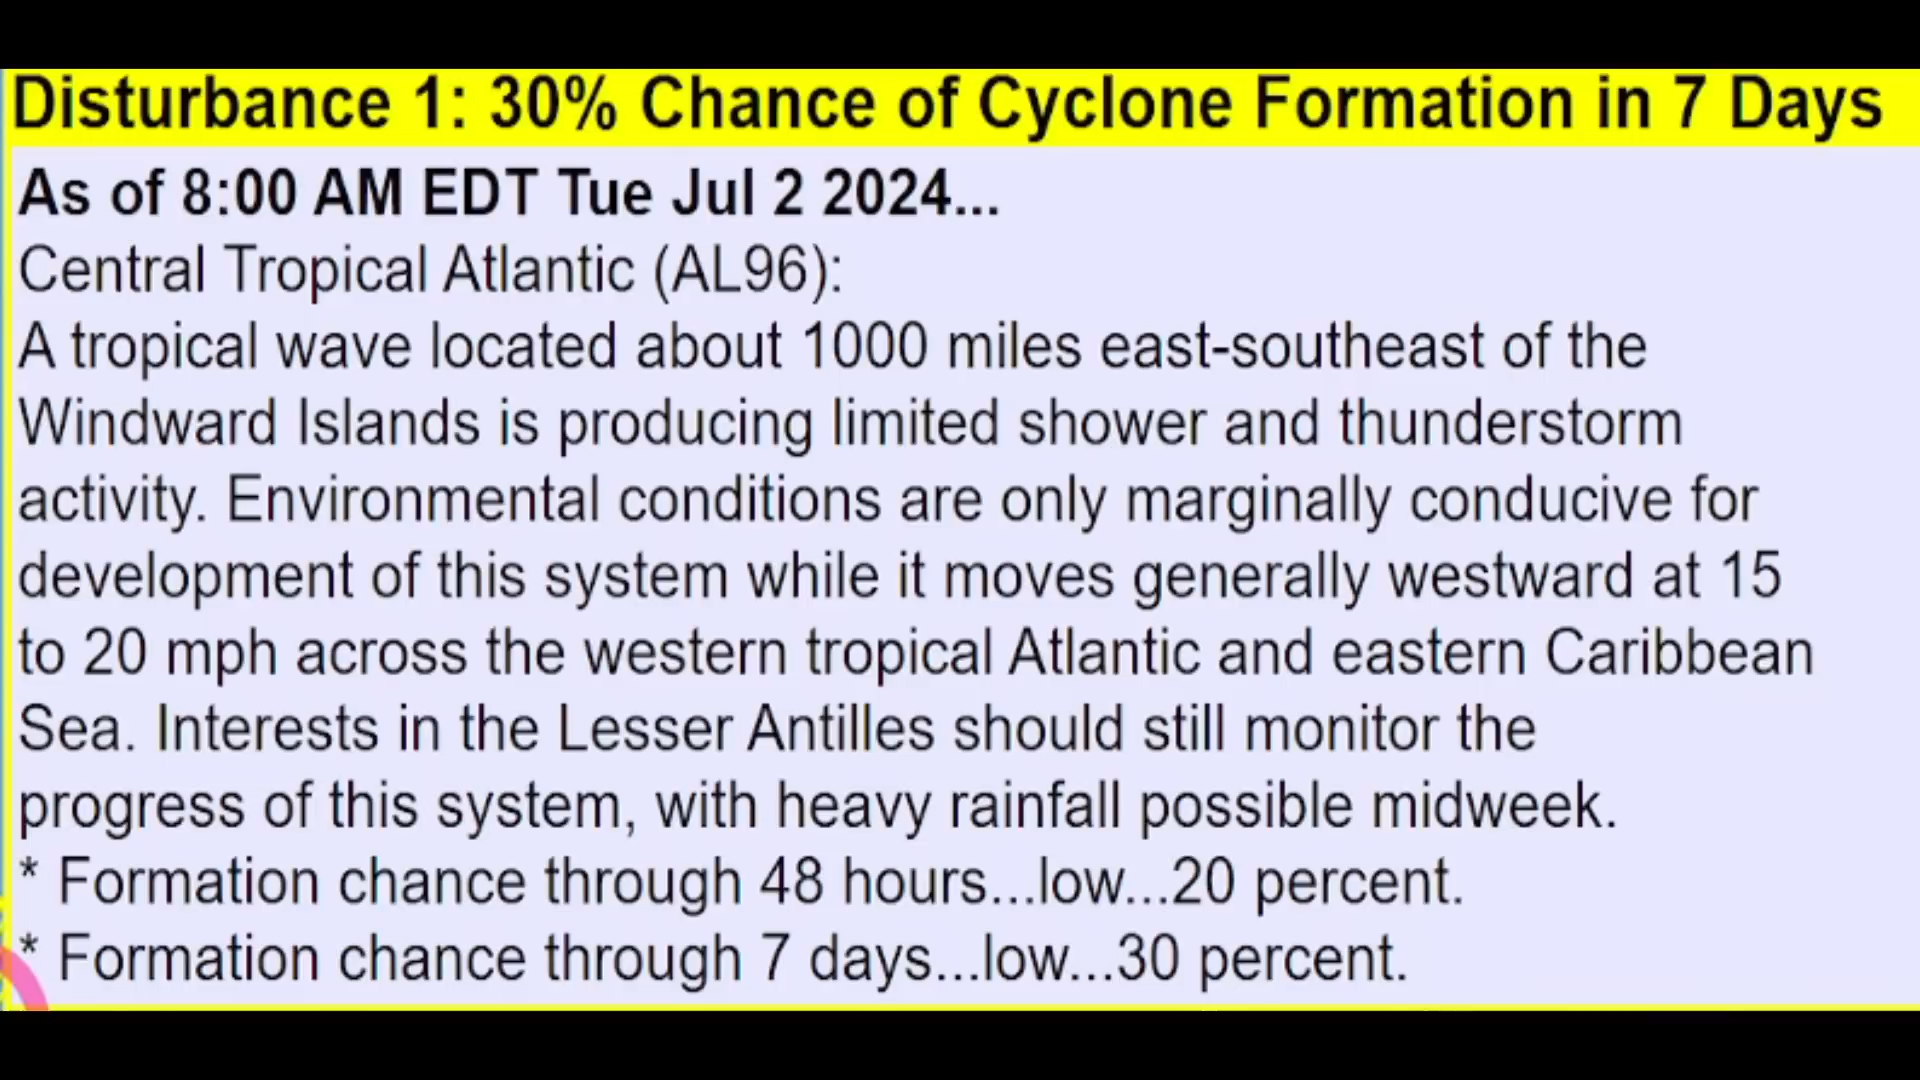 Disturbance 1: 30% Chance of Cyclone Formation in 7 Days
As of 8:00 AM EDT Tue Jul 2 2024...
Central Tropical Atlantic (AL96):
A tropical wave located about 1000 miles east-southeast of the
Windward Islands is producing limited shower and thunderstorm
activity. Environmental conditions are only marginally conducive for
development of this system while it moves generally westward at 15
to 20 mph across the western tropical Atlantic and eastern Caribbean
Sea. Interests in the Lesser Antilles should still monitor the
progress of this system, with heavy rainfall possible midweek.
* Formation chance through 48 hours...low...20 percent.
* Formation chance through 7 days...low...30 percent.